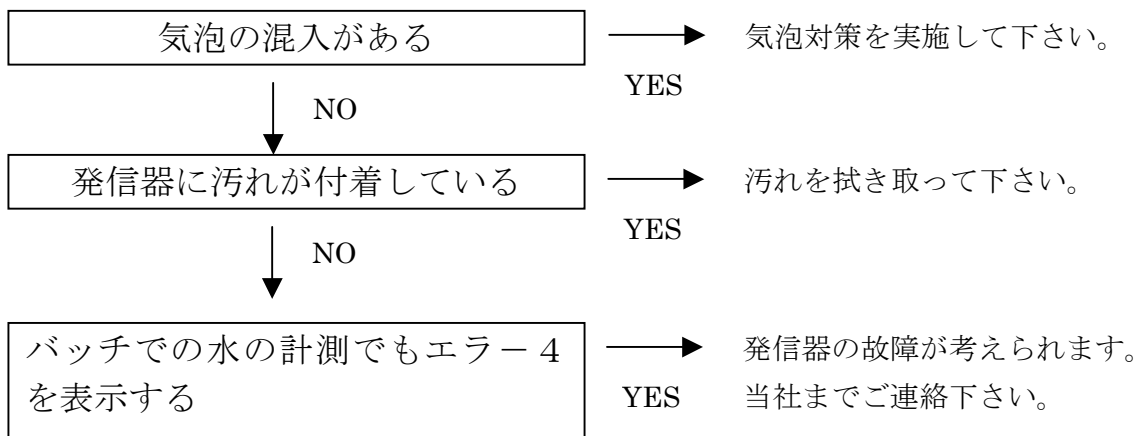 気泡の混入がある
気泡対策を実施して下さい。
YES
NO
発信器に汚れが付着している
汚れを拭き取って下さい。
YES
NO
バッチでの水の計測でもエラ－４
を表示する
発信器の故障が考えられます。
YES
当社までご連絡下さい。